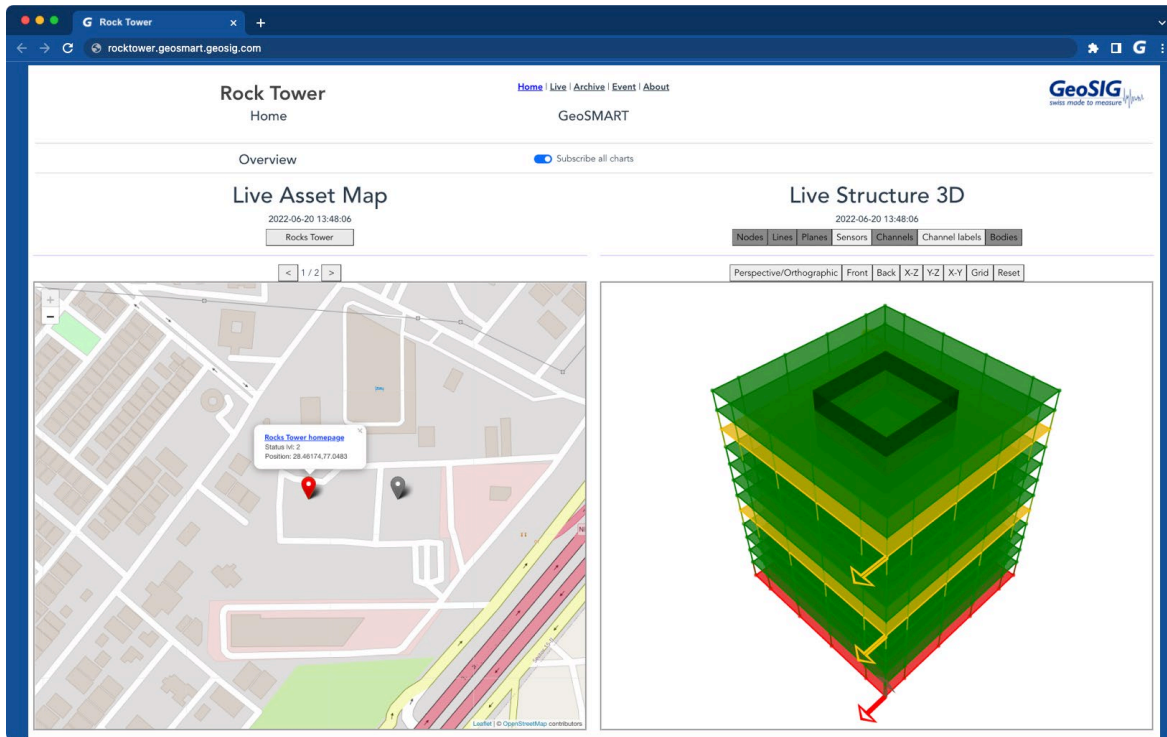 G Rock Tower
rocktower.geosmart.geosig.com
G
Rock Tower
Home | Live | Archive | Event | About
GeoSIG
swiss made to measure
Home
GeoSMART
Overview
Subscribe all charts
Live Asset Map
2022-06-20 13:48:06
Rocks Tower
< 1 / 2 >
Live Structure 3D
2022-06-20 13:48:06
Nodes Lines Planes Sensors Channels Channel labels Bodies
Perspective/Orthographic Front Back X-Z Y-Z X-Y Grid Reset
+
−
Rocks Tower homepage
Status lvl: 2
Position: 28.46174,77.0483
Leaflet | © OpenStreetMap contributors